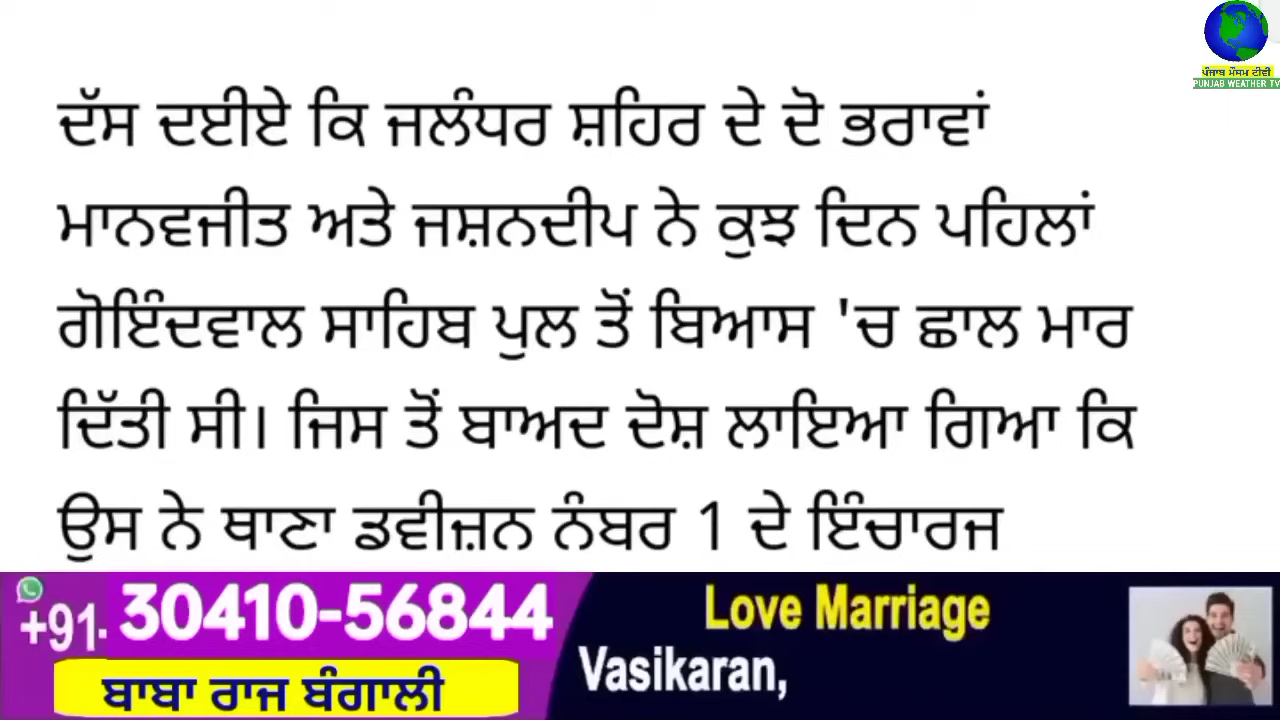 ਪੰਜਾਬ ਮੌਸਮ ਟੀਵੀ
PUNJAB WEATHER TV
ਦੱਸ ਦਈਏ ਕਿ ਜਲੰਧਰ ਸ਼ਹਿਰ ਦੇ ਦੋ ਭਰਾਵਾਂ
ਮਾਨਵਜੀਤ ਅਤੇ ਜਸ਼ਨਦੀਪ ਨੇ ਕੁਝ ਦਿਨ ਪਹਿਲਾਂ
ਗੋਇੰਦਵਾਲ ਸਾਹਿਬ ਪੁਲ ਤੋਂ ਬਿਆਸ 'ਚ ਛਾਲ ਮਾਰ
ਦਿੱਤੀ ਸੀ। ਜਿਸ ਤੋਂ ਬਾਅਦ ਦੋਸ਼ ਲਾਇਆ ਗਿਆ ਕਿ
ਉਸ ਨੇ ਥਾਣਾ ਡਵੀਜ਼ਨ ਨੰਬਰ 1 ਦੇ ਇੰਚਾਰਜ
+91- 30410-56844
ਬਾਬਾ ਰਾਜ ਬੰਗਾਲੀ
Love Marriage
Vasikaran,